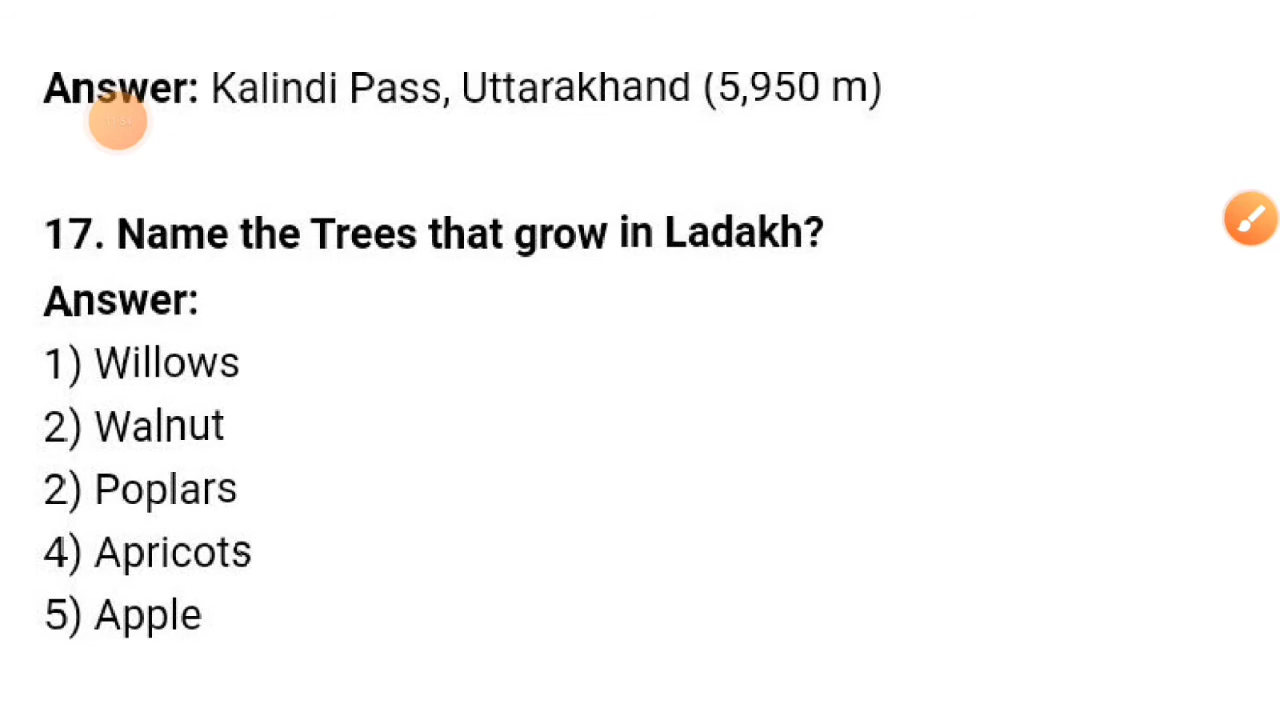 Answer: Kalindi Pass, Uttarakhand (5,950 m)
17. Name the Trees that grow in Ladakh?
Answer:
1) Willows
2) Walnut
2) Poplars
4) Apricots
5) Apple